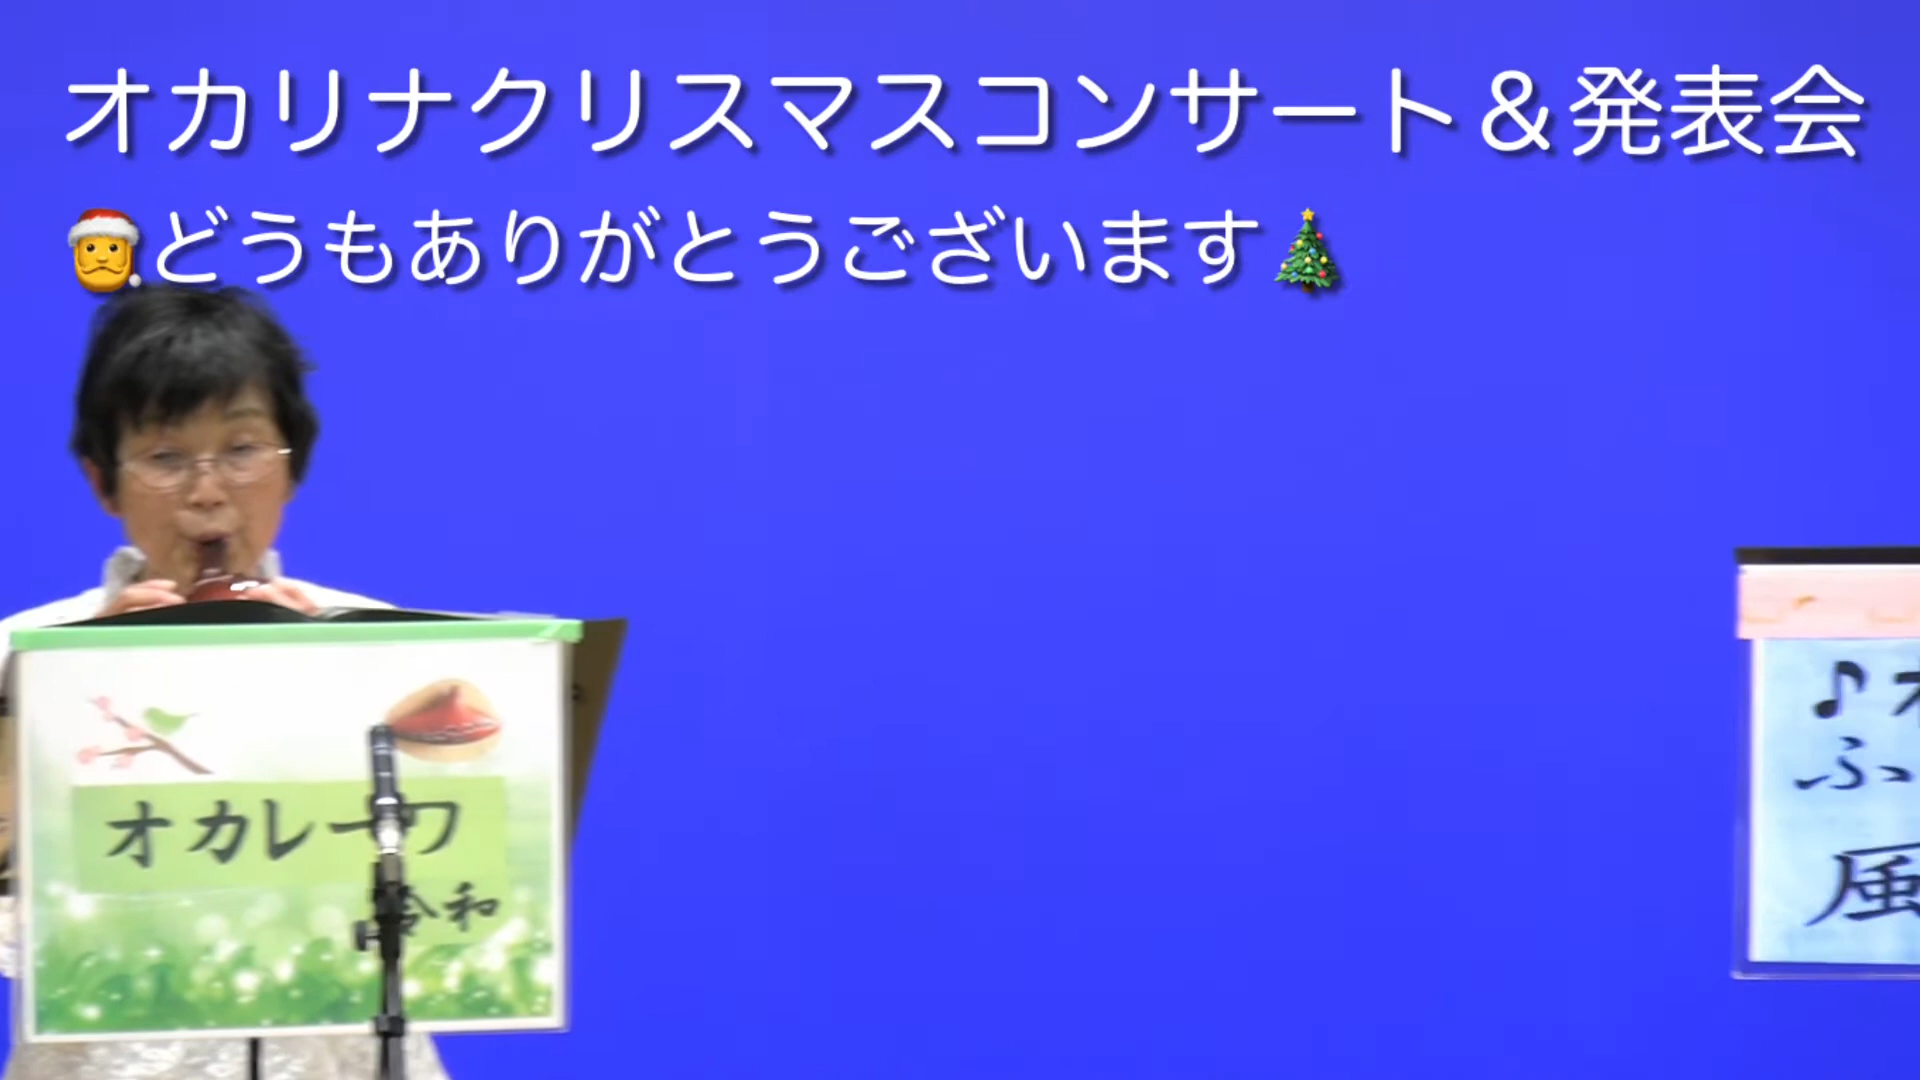 オカリナクリスマスコンサート＆発表会
🎅どうもありがとうございます🎄
オカレーナワ
令和
♪
ふ
風